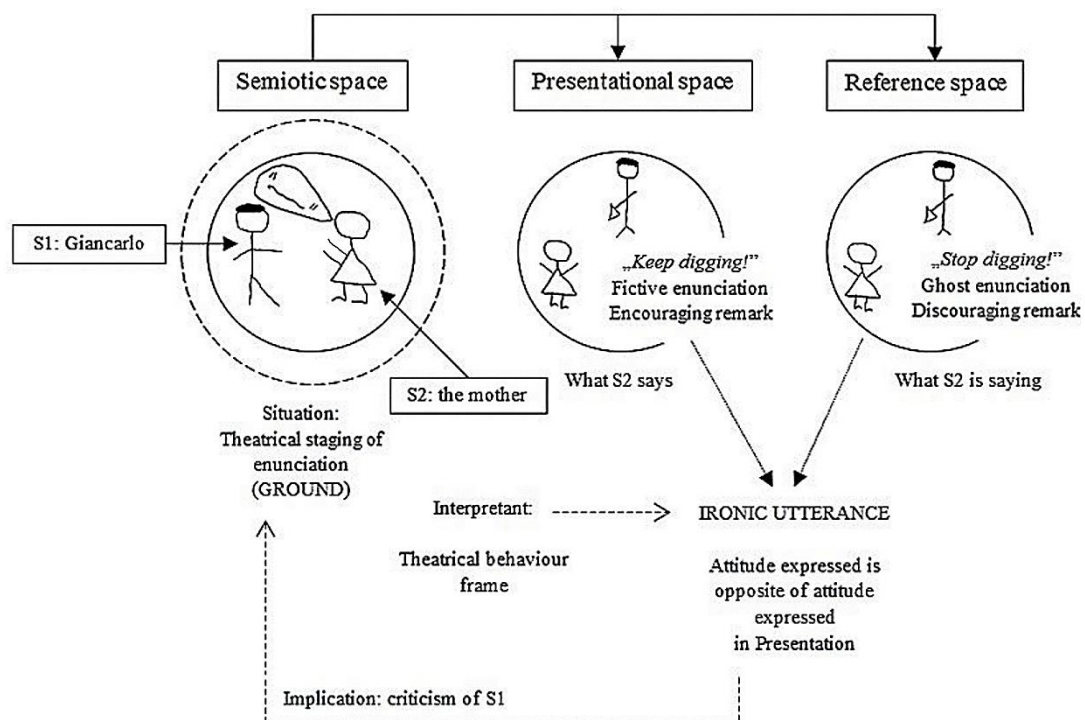 Semiotic space
Presentational space
Reference space
S1: Giancarlo
„Keep digging!”
Fictive enunciation
Encouraging remark
„Stop digging!”
Ghost enunciation
Discouraging remark
S2: the mother
What S2 says
What S2 is saying
Situation:
Theatrical staging of
enunciation
(GROUND)
Interpretant:
Theatrical behaviour
frame
IRONIC UTTERANCE
Attitude expressed is
opposite of attitude
expressed
in Presentation
Implication: criticism of S1